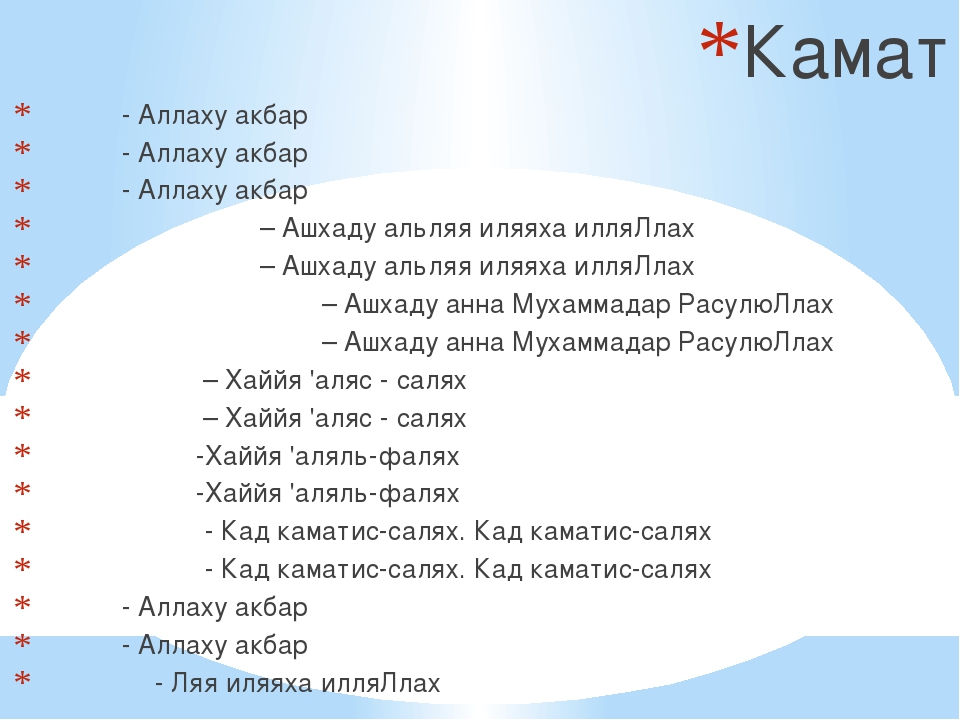 *Камат
* - Аллаху акбар
* - Аллаху акбар
* - Аллаху акбар
* – Ашхаду альляя иляяха илляЛлах
* – Ашхаду альляя иляяха илляЛлах
* – Ашхаду анна Мухаммадар РасулюЛлах
* – Ашхаду анна Мухаммадар РасулюЛлах
* – Хаййя 'аляс - салях
* – Хаййя 'аляс - салях
* -Хаййя 'аляль-фалях
* -Хаййя 'аляль-фалях
* - Кад каматис-салях. Кад каматис-салях
* - Кад каматис-салях. Кад каматис-салях
* - Аллаху акбар
* - Аллаху акбар
* - Ляя иляяха илляЛлах